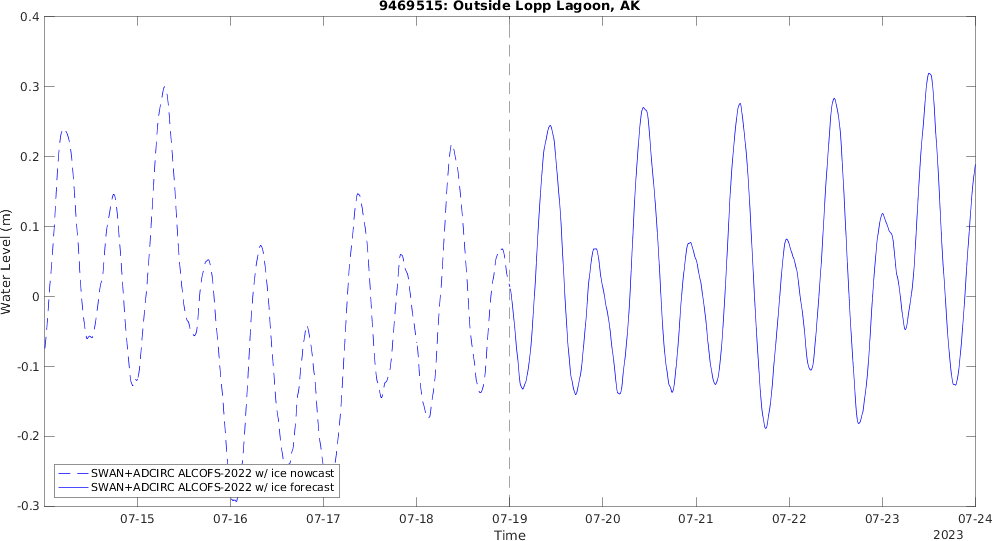 9469515: Outside Lopp Lagoon, AK
0.4
0.3
0.2
0.1
0
-0.1
-0.2
-0.3
Water Level (m)
SWAN+ADCIRC ALCOFS-2022 w/ ice nowcast
SWAN+ADCIRC ALCOFS-2022 w/ ice forecast
07-15 07-16 07-17 07-18 07-19 07-20 07-21 07-22 07-23 07-24
Time
2023